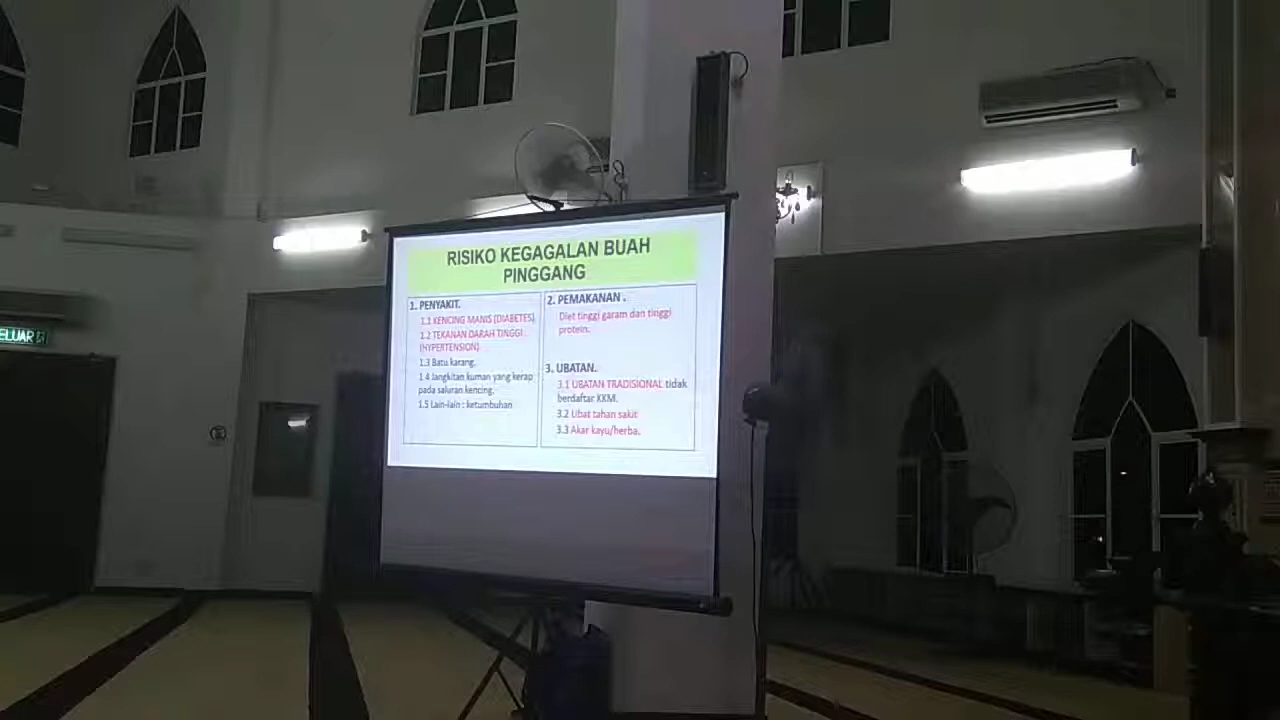 RISIKO KEGAGALAN BUAH
PINGGANG
1. PENYAKIT.
1.1 KENCING MANIS (DIABETES)
1.2 TEKANAN DARAH TINGGI
(HYPERTENSION)
1.3 Batu karang.
1.4 Jangkitan kuman yang kerap
pada saluran kencing.
1.5 Lain-lain : ketumbuhan
2. PEMAKANAN .
Diet tinggi garam dan tinggi
protein.
3. UBATAN.
3.1 UBATAN TRADISIONAL tidak
berdaftar KKM.
3.2 Ubat tahan sakit
3.3 Akar kayu/herba.
ELUAR